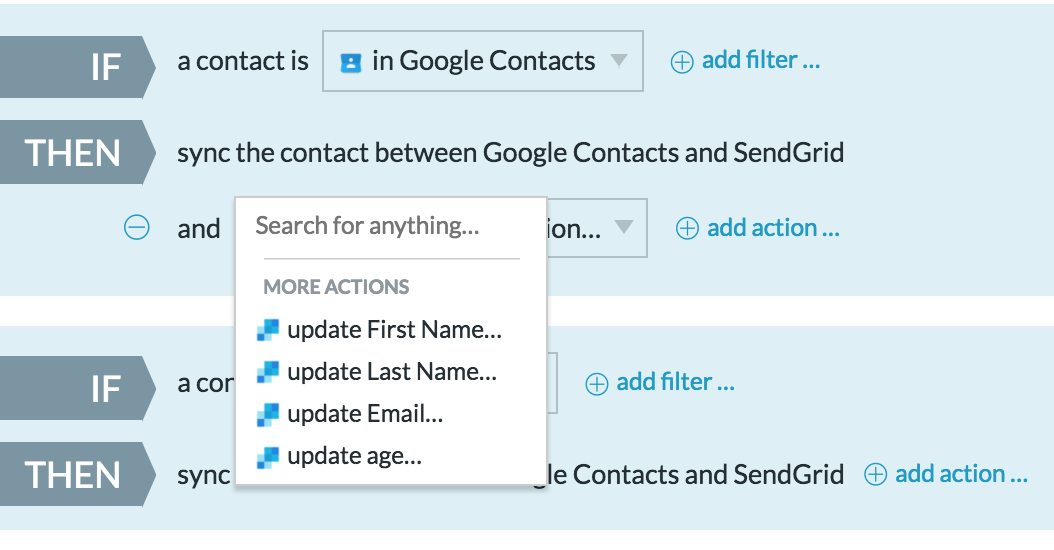 IF a contact is in Google Contacts add filter ...
THEN sync the contact between Google Contacts and SendGrid
and ion... add action ...
Search for anything...
MORE ACTIONS
update First Name...
update Last Name...
update Email...
update age...
IF a con add filter ...
THEN sync gle Contacts and SendGrid add action ...